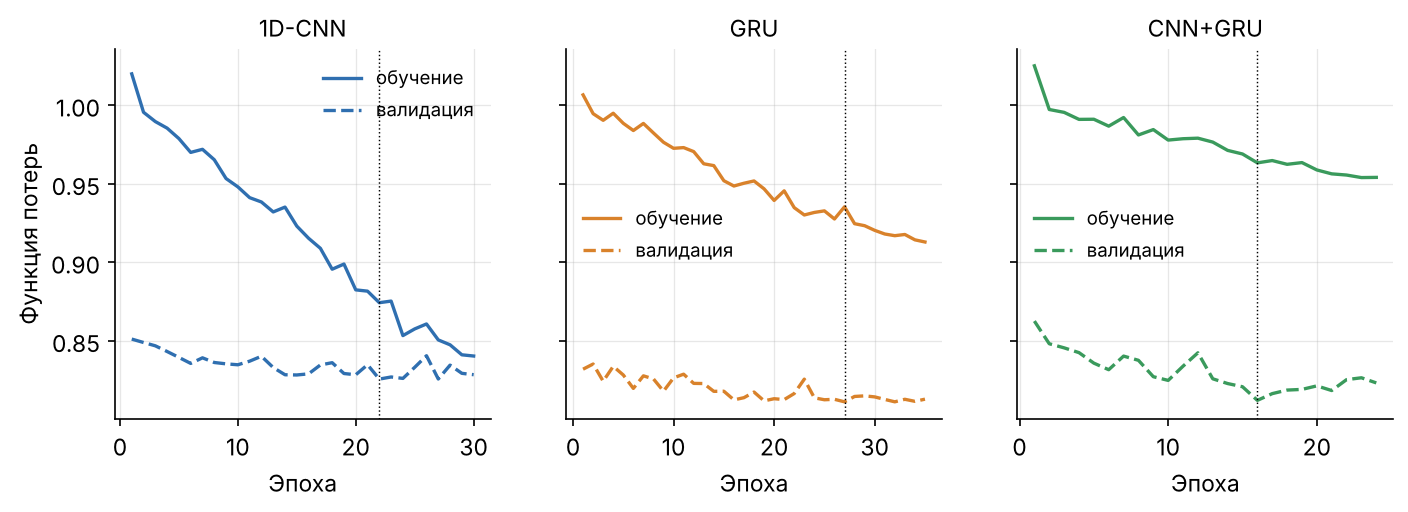 1D-CNN
GRU
CNN+GRU
обучение
валидация
обучение
валидация
обучение
валидация
Функция потерь
1.00
0.95
0.90
0.85
0 10 20 30
0 10 20 30
0 10 20
Эпоха
Эпоха
Эпоха